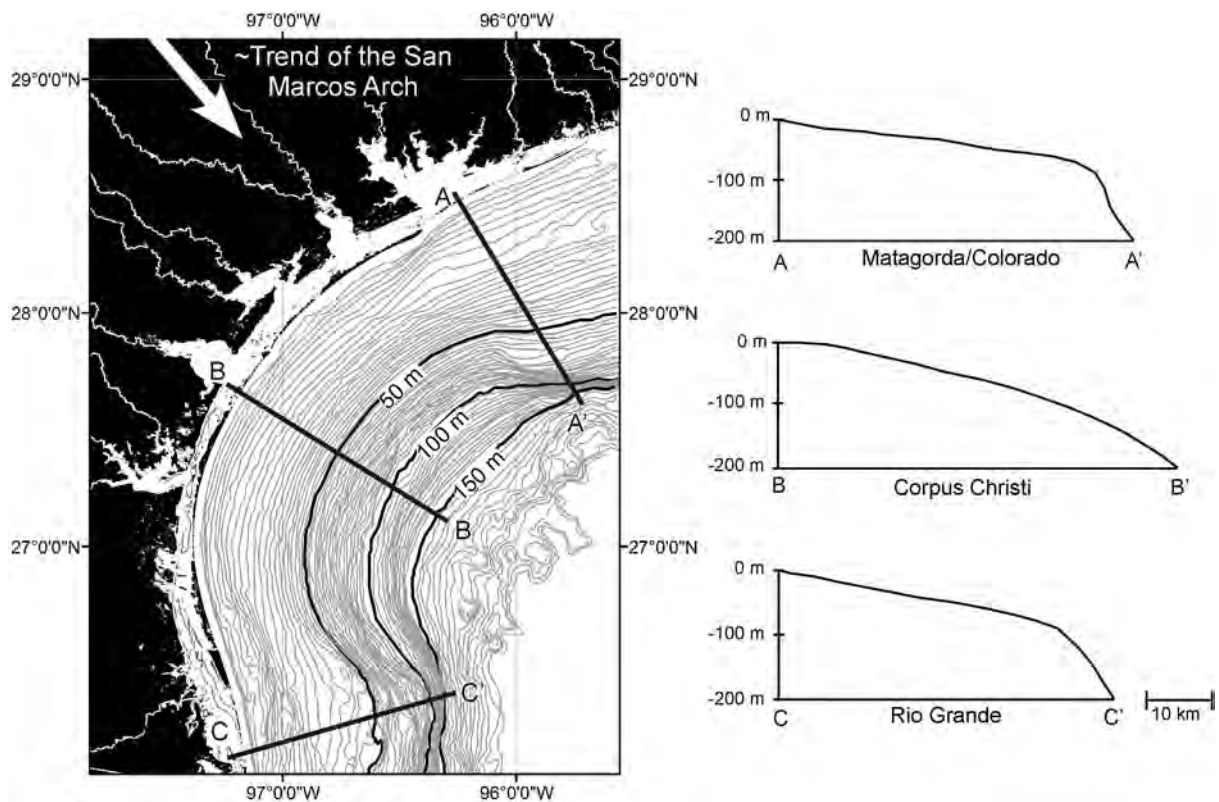 97°0'0"W
96°0'0"W
~Trend of the San
Marcos Arch
29°0'0"N
29°0'0"N
28°0'0"N
28°0'0"N
27°0'0"N
27°0'0"N
97°0'0"W
96°0'0"W
A
A'
B
B
C
C'
50 m
100 m
150 m
0 m
-100 m
-200 m
A
A'
Matagorda/Colorado
0 m
-100 m
-200 m
B
B'
Corpus Christi
0 m
-100 m
-200 m
C
C'
Rio Grande
10 km